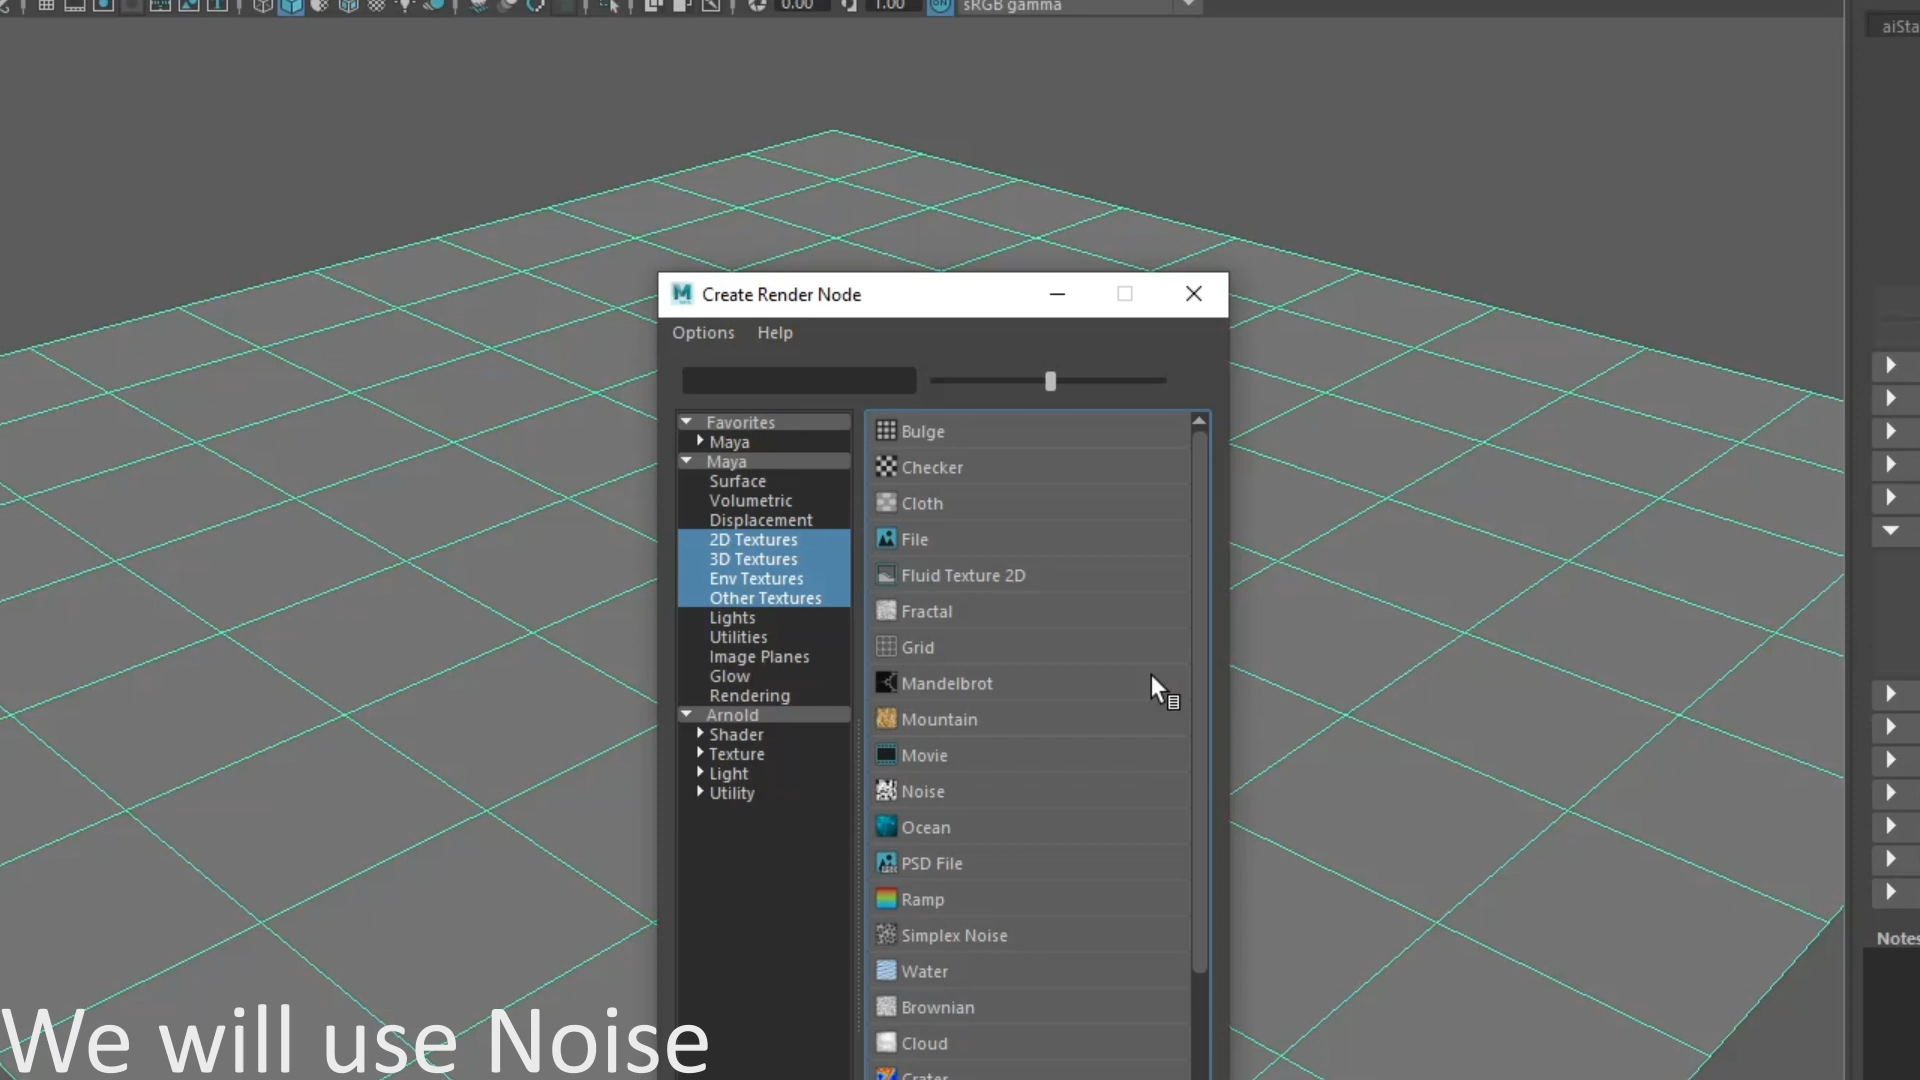 0.00
1.00
ON
sRGB gamma
aiSta
Create Render Node
Options
Help
Favorites
Maya
Maya
Surface
Volumetric
Displacement
2D Textures
3D Textures
Env Textures
Other Textures
Lights
Utilities
Image Planes
Glow
Rendering
Arnold
Shader
Texture
Light
Utility
Bulge
Checker
Cloth
File
Fluid Texture 2D
Fractal
Grid
Mandelbrot
Mountain
Movie
Noise
Ocean
PSD File
Ramp
Simplex Noise
Water
Brownian
Cloud
Crater
Notes
We will use Noise